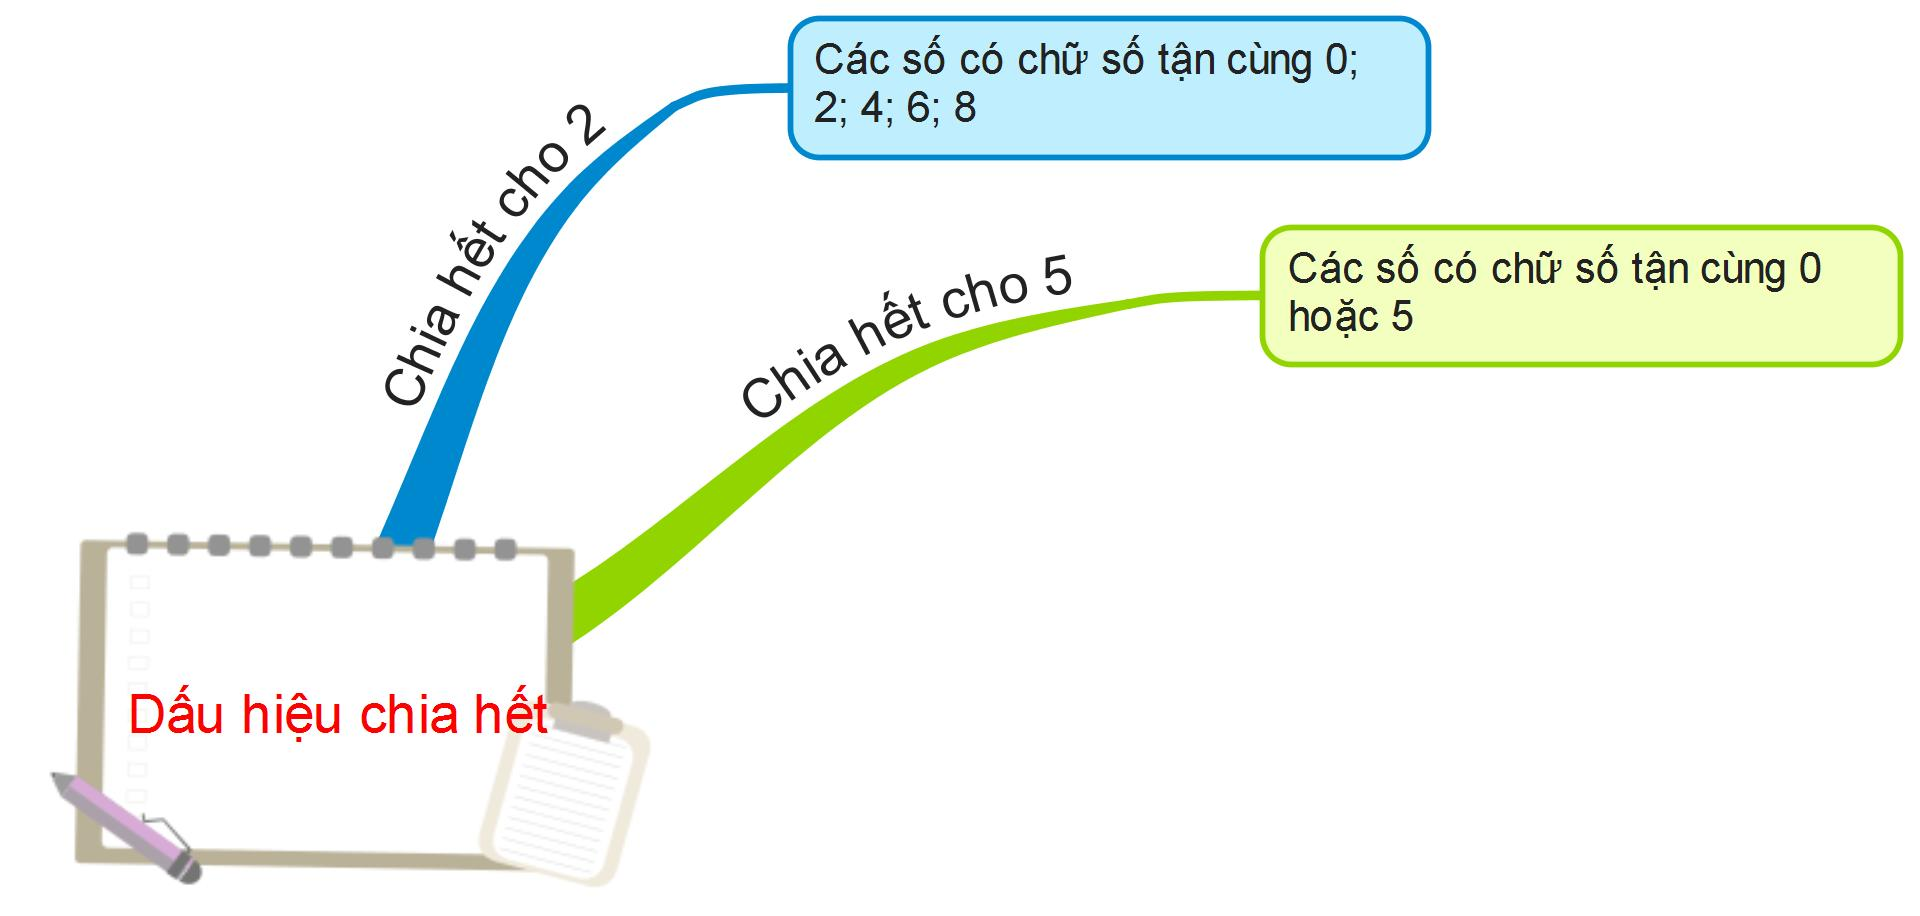 Chia hết cho 2
Các số có chữ số tận cùng 0;
2; 4; 6; 8
Chia hết cho 5
Các số có chữ số tận cùng 0
hoặc 5
Dấu hiệu chia hết